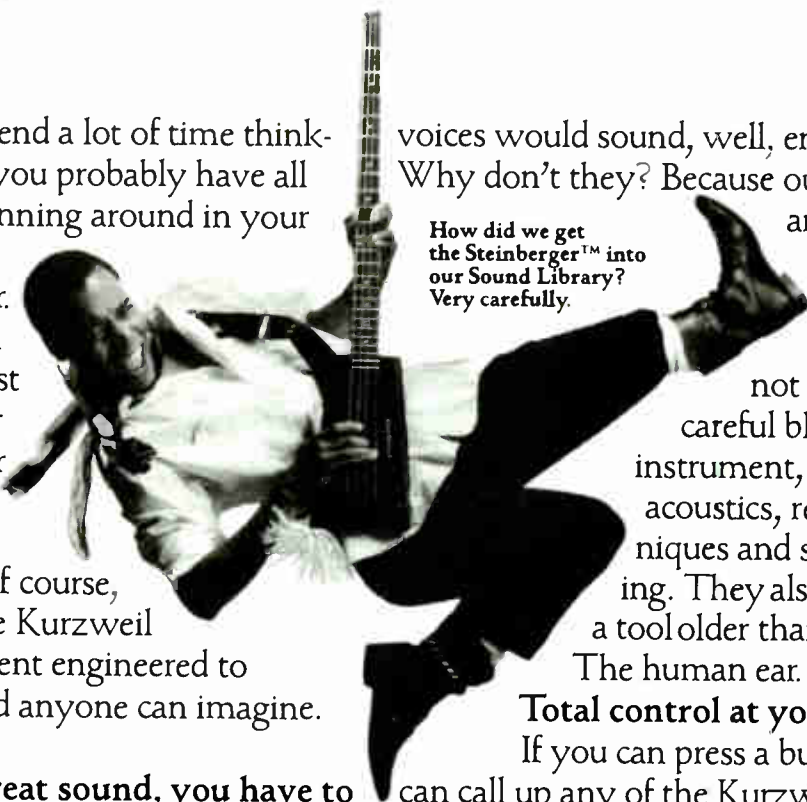 end a lot of time think-
you probably have all
nning around in your
r.
st
r
f course,
e Kurzweil
ent engineered to
d anyone can imagine.
reat sound, you have to
voices would sound, well, er
Why don't they? Because ou
How did we get
the Steinberger™ into
our Sound Library?
Very carefully.
ar
not
careful bl
instrument,
acoustics, re
niques and s
ing. They als
a tool older tha
The human ear.
Total control at yo
If you can press a bu
can call up any of the Kurzw